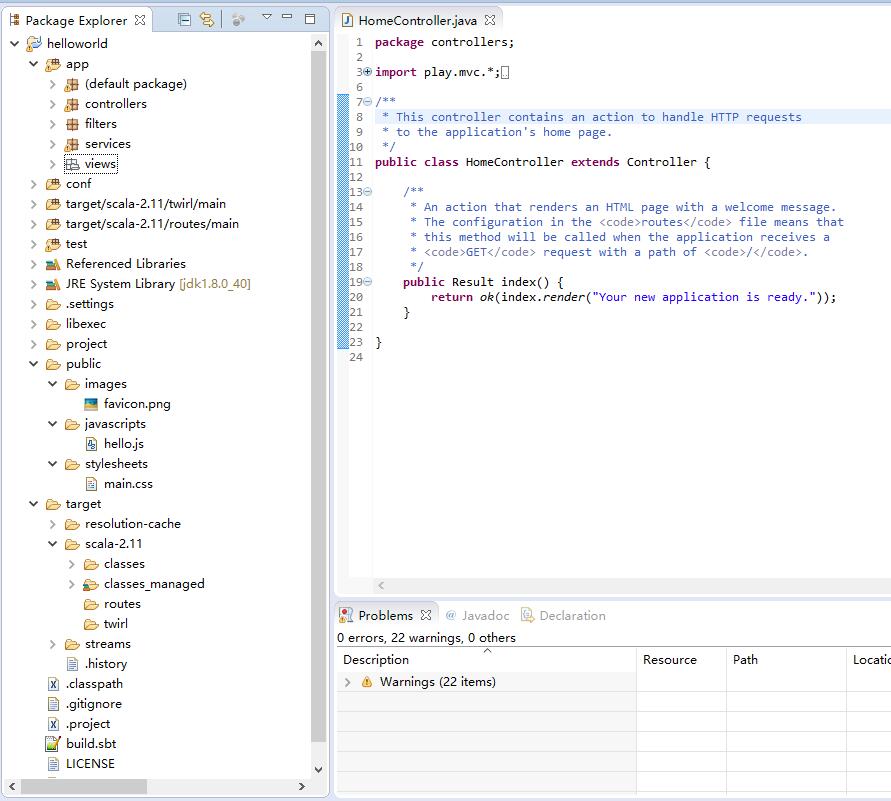 Package Explorer
helloworld
app
(default package)
controllers
filters
services
views
conf
target/scala-2.11/twirl/main
target/scala-2.11/routes/main
test
Referenced Libraries
JRE System Library [jdk1.8.0_40]
.settings
libexec
project
public
images
favicon.png
javascripts
hello.js
stylesheets
main.css
target
resolution-cache
scala-2.11
classes
classes_managed
routes
twirl
streams
.history
.classpath
.gitignore
.project
build.sbt
LICENSE
HomeController.java
1 package controllers;
2
3 import play.mvc.*;
6
7 /**
8  * This controller contains an action to handle HTTP requests
9  * to the application's home page.
10  */
11 public class HomeController extends Controller {
12
13     /**
14      * An action that renders an HTML page with a welcome message.
15      * The configuration in the <code>routes</code> file means that
16      * this method will be called when the application receives a
17      * <code>GET</code> request with a path of <code>/</code>.
18      */
19     public Result index() {
20         return ok(index.render("Your new application is ready."));
21     }
22
23 }
24
Problems @ Javadoc Declaration
0 errors, 22 warnings, 0 others
Description Resource Path Locatio
Warnings (22 items)